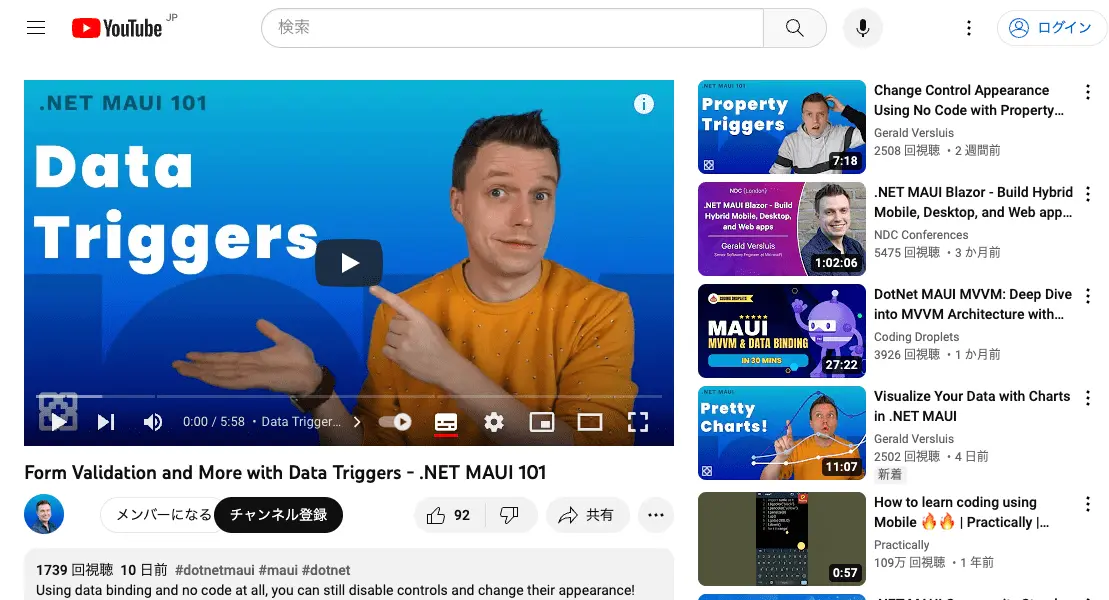 YouTube JP
検索
ログイン
.NET MAUI 101
Data
Triggers
0:00 / 5:58 • Data Trigger...
Form Validation and More with Data Triggers - .NET MAUI 101
メンバーになる
チャンネル登録
92
共有
1739 回視聴 10 日前 #dotnetmaui #maui #dotnet
Using data binding and no code at all, you can still disable controls and change their appearance!
.NET MAUI 101
Property
Triggers
7:18
Change Control Appearance
Using No Code with Property...
Gerald Versluis
2508 回視聴 • 2 週間前
NDC {London}
.NET MAUI Blazor - Build
Hybrid Mobile, Desktop,
and Web apps
Gerald Versluis
Senior Software Engineer at Microsoft
1:02:06
.NET MAUI Blazor - Build Hybrid
Mobile, Desktop, and Web app...
NDC Conferences
5475 回視聴 • 3 か月前
CODING DROPLETS
MAUI
MVVM & DATA BINDING
IN 30 MINS
27:22
DotNet MAUI MVVM: Deep Dive
into MVVM Architecture with...
Coding Droplets
3926 回視聴 • 1 か月前
.NET MAUI
Pretty
Charts!
11:07
Visualize Your Data with Charts
in .NET MAUI
Gerald Versluis
2502 回視聴 • 4 日前
新着
0:57
How to learn coding using
Mobile 🔥🔥 | Practically |...
Practically
109万 回視聴 • 1 年前